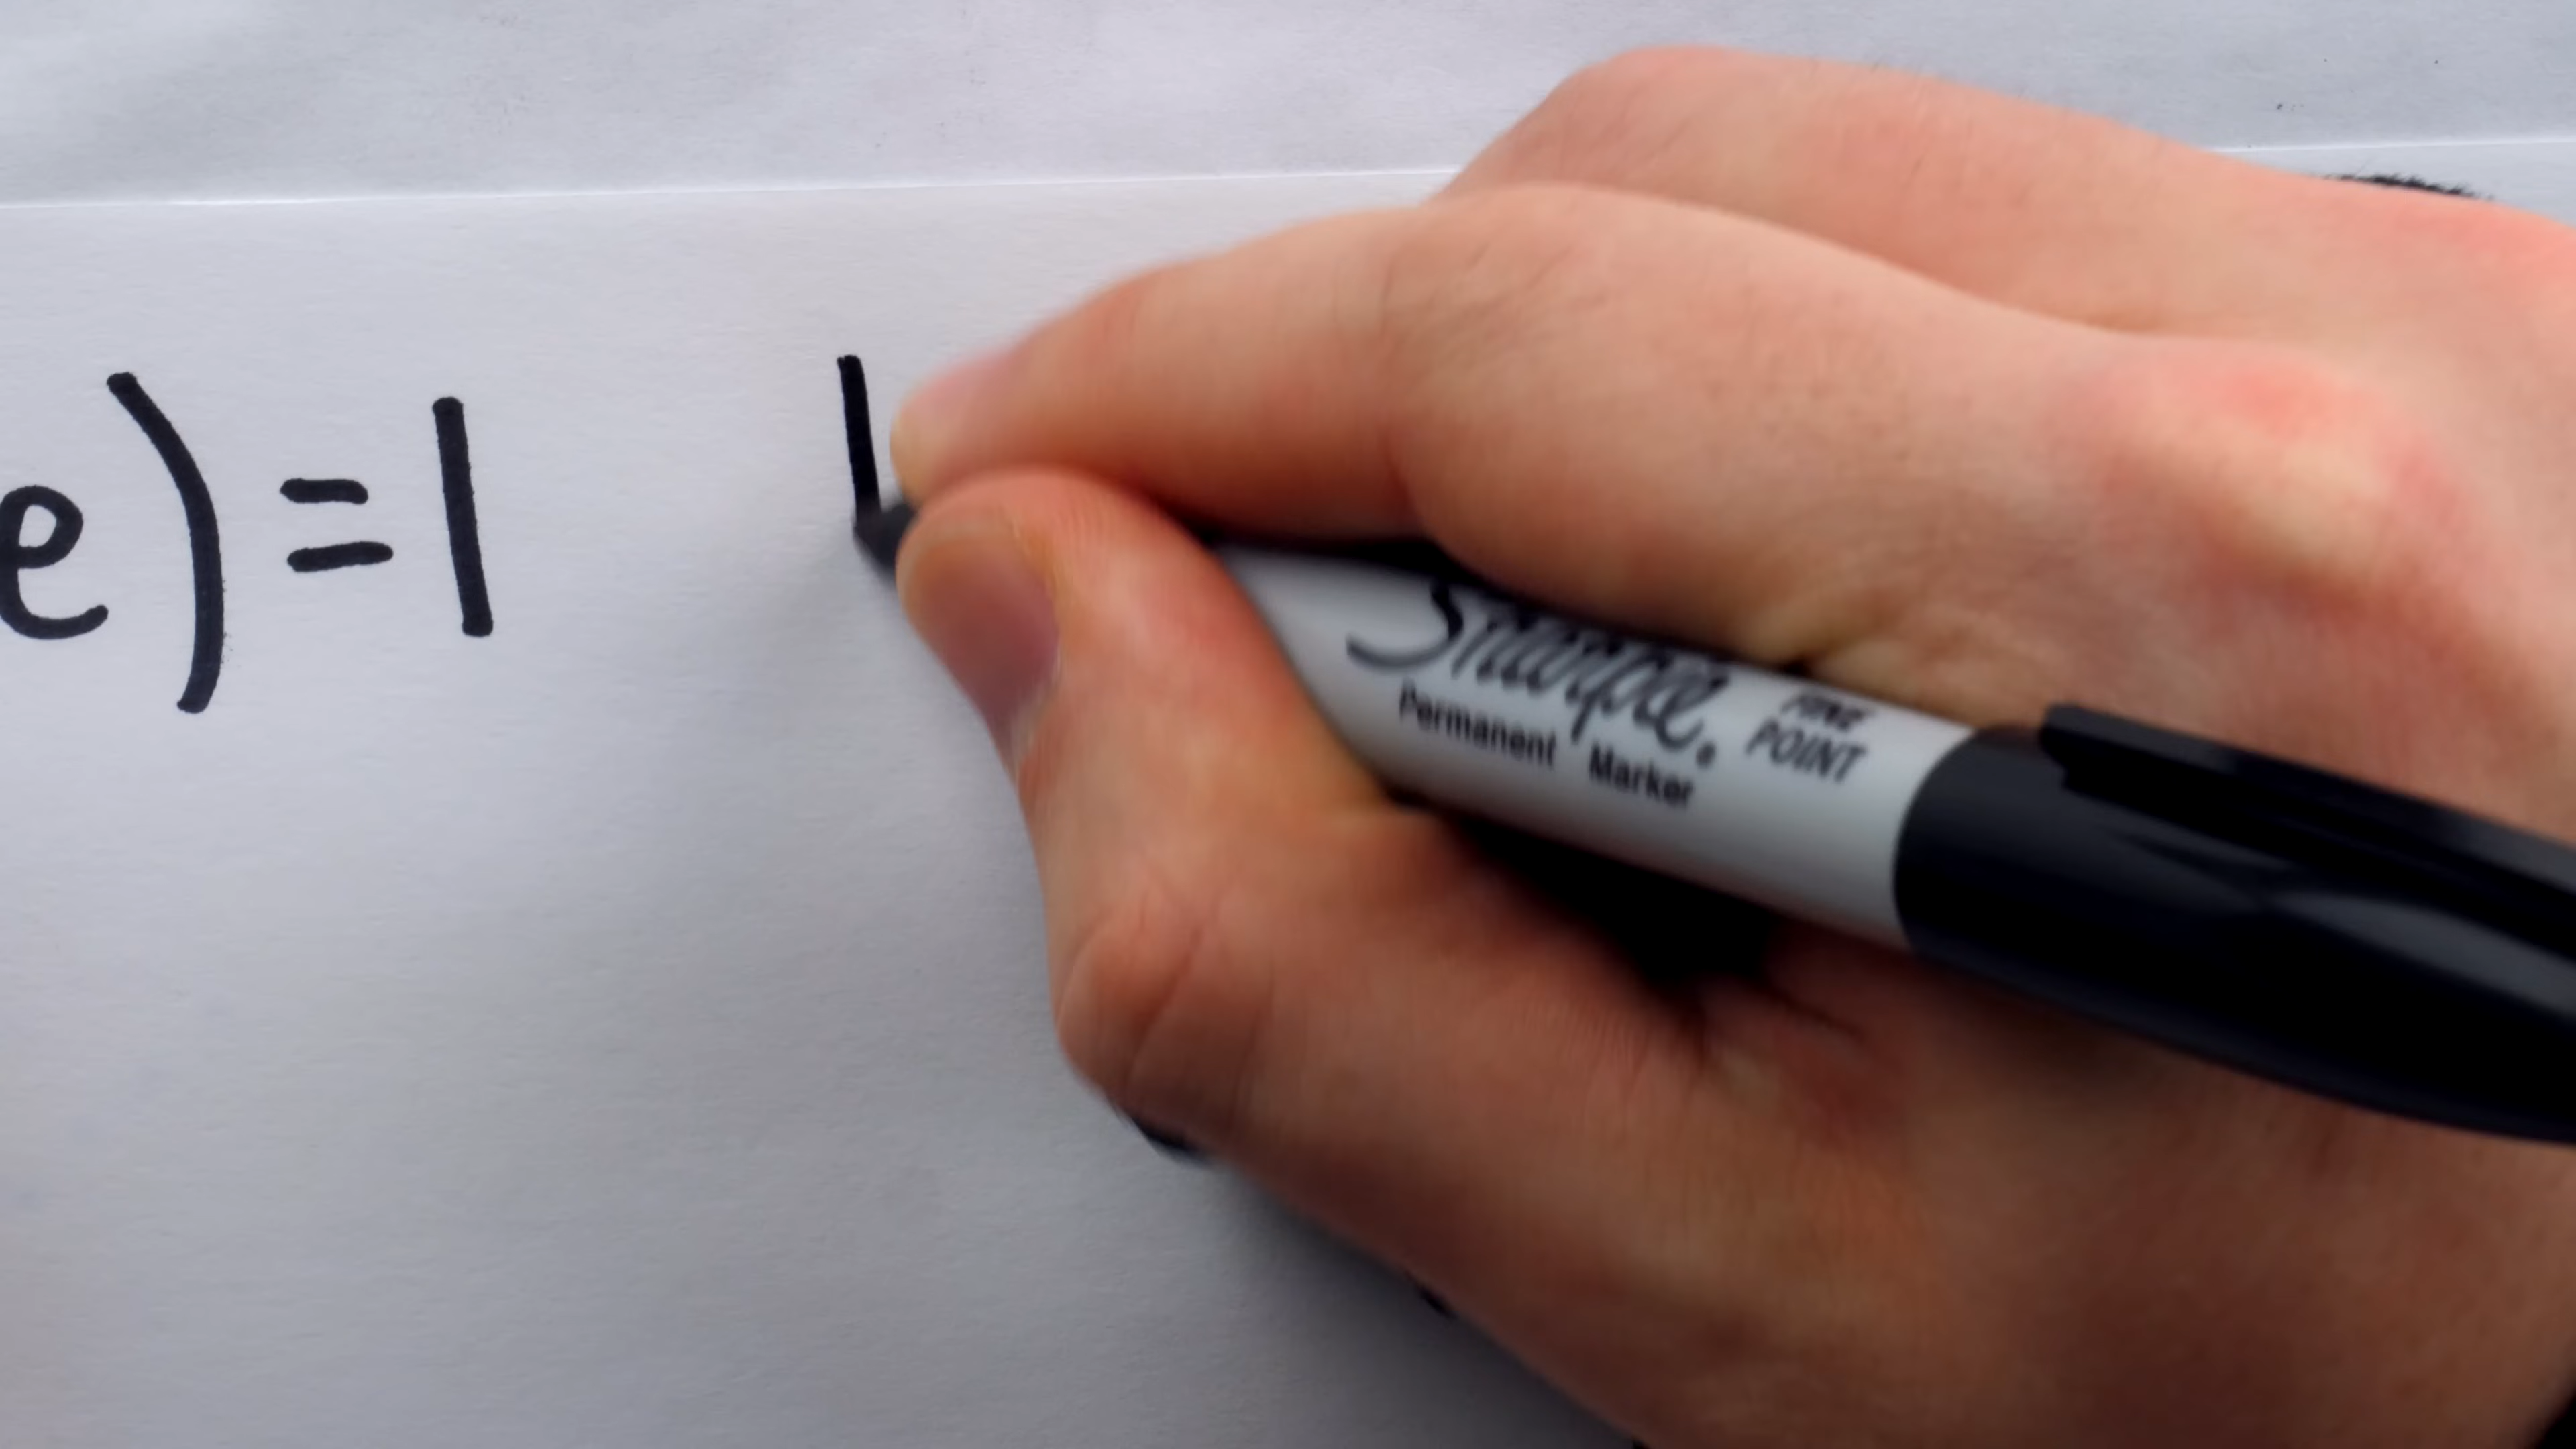 e) = 1
Sharpie.
Permanent Marker
FINE
POINT